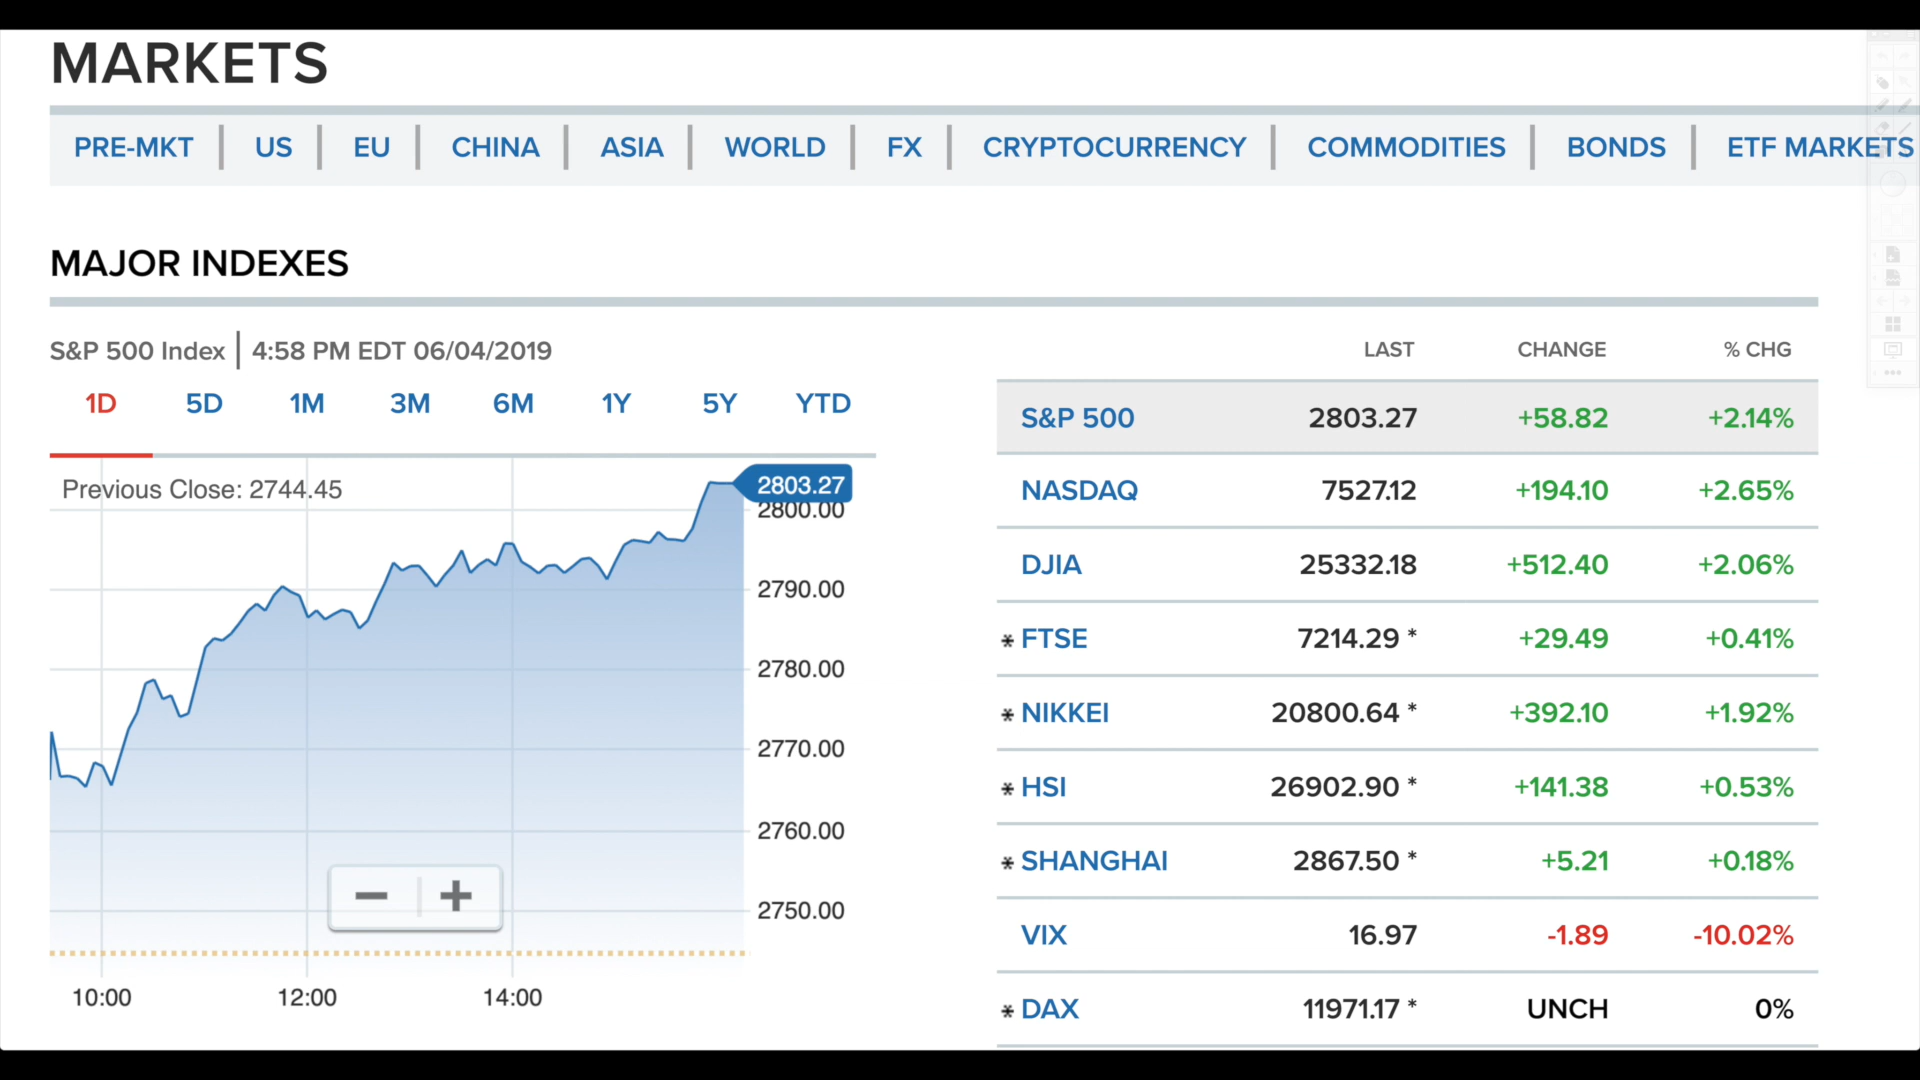 MARKETS
PRE-MKT US EU CHINA ASIA WORLD FX CRYPTOCURRENCY COMMODITIES BONDS ETF MARKETS
MAJOR INDEXES
S&P 500 Index | 4:58 PM EDT 06/04/2019
1D 5D 1M 3M 6M 1Y 5Y YTD
Previous Close: 2744.45
2803.27
2800.00
2790.00
2780.00
2770.00
2760.00
2750.00
10:00 12:00 14:00
LAST CHANGE % CHG
S&P 500 2803.27 +58.82 +2.14%
NASDAQ 7527.12 +194.10 +2.65%
DJIA 25332.18 +512.40 +2.06%
* FTSE 7214.29 * +29.49 +0.41%
* NIKKEI 20800.64 * +392.10 +1.92%
* HSI 26902.90 * +141.38 +0.53%
* SHANGHAI 2867.50 * +5.21 +0.18%
VIX 16.97 -1.89 -10.02%
* DAX 11971.17 * UNCH 0%